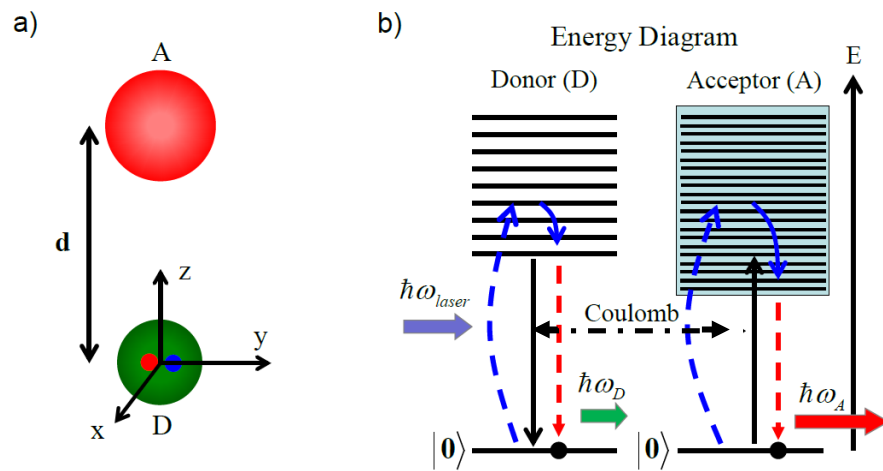 a)
A
d
z
y
x
D
b)
Energy Diagram
Donor (D)
Acceptor (A)
E
ħω_laser
Coulomb
ħω_D
ħω_A
|0⟩
|0⟩